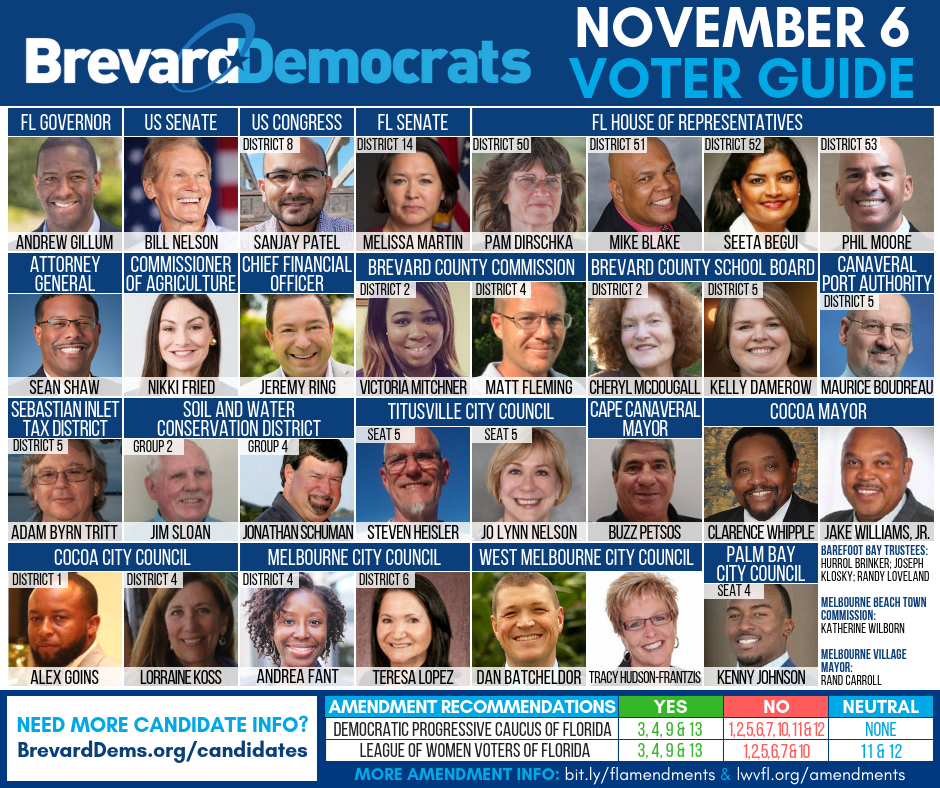 BrevardDemocrats
NOVEMBER 6
VOTER GUIDE
FL GOVERNOR
US SENATE
US CONGRESS
FL SENATE
FL HOUSE OF REPRESENTATIVES
DISTRICT 8
DISTRICT 14
DISTRICT 50
DISTRICT 51
DISTRICT 52
DISTRICT 53
ANDREW GILLUM
BILL NELSON
SANJAY PATEL
MELISSA MARTIN
PAM DIRSCHKA
MIKE BLAKE
SEETA BEGUI
PHIL MOORE
ATTORNEY
GENERAL
COMMISSIONER
OF AGRICULTURE
CHIEF FINANCIAL
OFFICER
BREVARD COUNTY COMMISSION
BREVARD COUNTY SCHOOL BOARD
CANAVERAL
PORT AUTHORITY
DISTRICT 2
DISTRICT 4
DISTRICT 2
DISTRICT 5
DISTRICT 5
SEAN SHAW
NIKKI FRIED
JEREMY RING
VICTORIA MITCHNER
MATT FLEMING
CHERYL MCDOUGALL
KELLY DAMEROW
MAURICE BOUDREAU
SEBASTIAN INLET
TAX DISTRICT
SOIL AND WATER
CONSERVATION DISTRICT
TITUSVILLE CITY COUNCIL
CAPE CANAVERAL
MAYOR
COCOA MAYOR
DISTRICT 5
GROUP 2
GROUP 4
SEAT 5
SEAT 5
ADAM BYRN TRITT
JIM SLOAN
JONATHAN SCHUMAN
STEVEN HEISLER
JO LYNN NELSON
BUZZ PETSOS
CLARENCE WHIPPLE
JAKE WILLIAMS, JR.
COCOA CITY COUNCIL
MELBOURNE CITY COUNCIL
WEST MELBOURNE CITY COUNCIL
PALM BAY
CITY COUNCIL
DISTRICT 1
DISTRICT 4
DISTRICT 4
DISTRICT 6
SEAT 4
ALEX GOINS
LORRAINE KOSS
ANDREA FANT
TERESA LOPEZ
DAN BATCHELDOR
TRACY HUDSON-FRANTZIS
KENNY JOHNSON
BAREFOOT BAY TRUSTEES:
HURROL BRINKER; JOSEPH
KLOSKY; RANDY LOVELAND
MELBOURNE BEACH TOWN
COMMISSION:
KATHERINE WILBORN
MELBOURNE VILLAGE
MAYOR:
RAND CARROLL
NEED MORE CANDIDATE INFO?
BrevardDems.org/candidates
AMENDMENT RECOMMENDATIONS YES NO NEUTRAL
DEMOCRATIC PROGRESSIVE CAUCUS OF FLORIDA 3, 4, 9 & 13 1,2,5,6,7, 10, 11 & 12 NONE
LEAGUE OF WOMEN VOTERS OF FLORIDA 3, 4, 9 & 13 1,2,5,6,7 & 10 11 & 12
MORE AMENDMENT INFO: bit.ly/flamendments & lwvfl.org/amendments